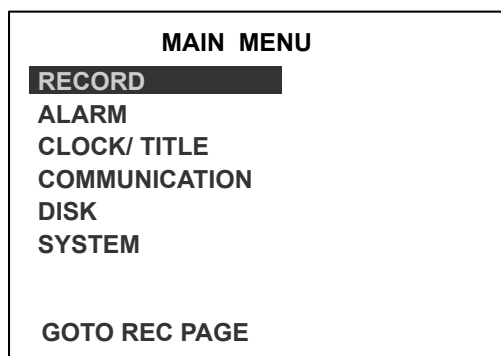 MAIN MENU
RECORD
ALARM
CLOCK/ TITLE
COMMUNICATION
DISK
SYSTEM
GOTO REC PAGE